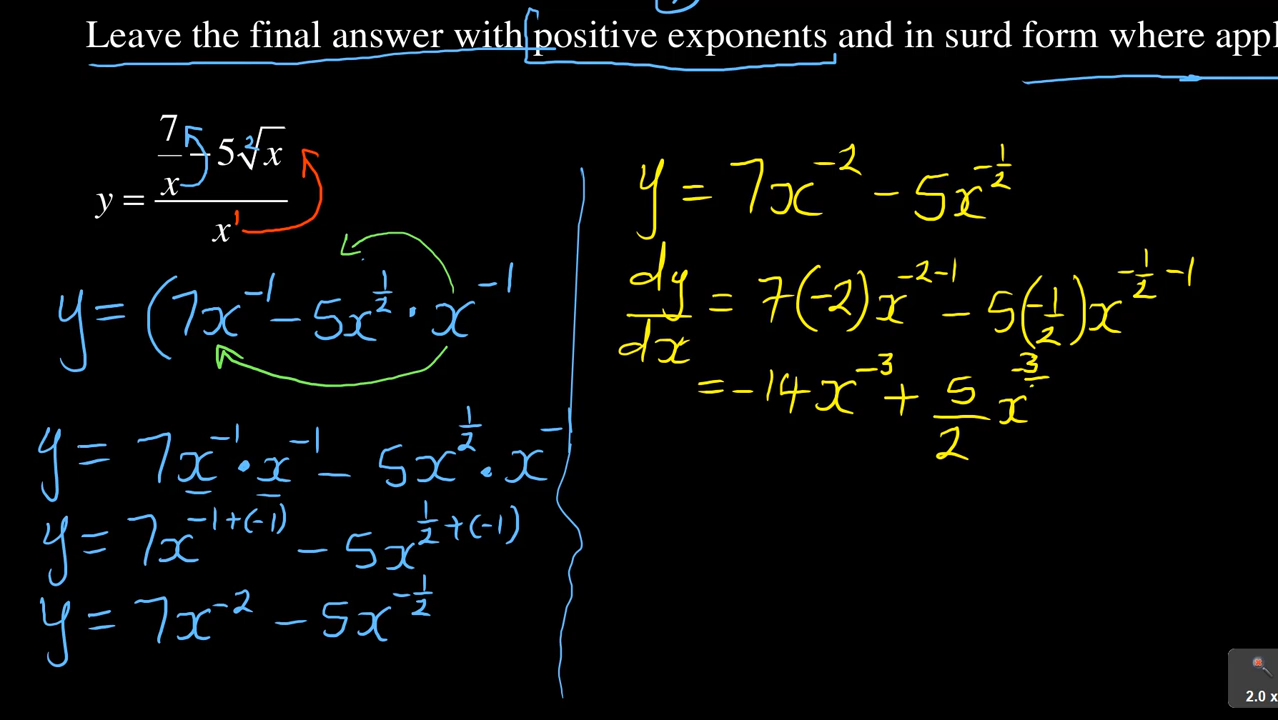 Leave the final answer with positive exponents and in surd form where appl
y = (7/x - 5 ²√x)/x¹
y = (7x⁻¹ - 5x^(1/2) · x⁻¹
y = 7x⁻¹ · x⁻¹ - 5x^(1/2) · x⁻
y = 7x^(-1+(-1)) - 5x^(1/2+(-1))
y = 7x⁻² - 5x^(-1/2)
y = 7x⁻² - 5x^(-1/2)
dy/dx = 7(-2)x^(-2-1) - 5(-1/2)x^(-1/2-1)
= -14x⁻³ + 5/2 x^(-3/
2.0 x